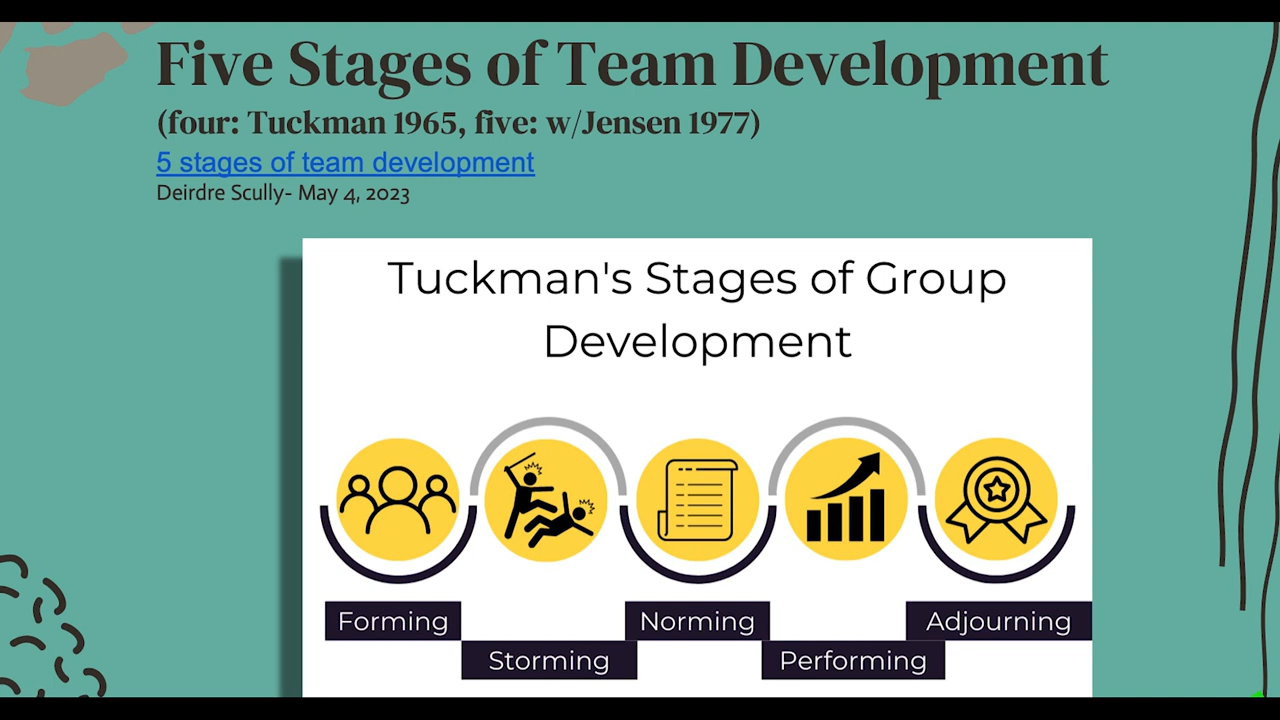 Five Stages of Team Development
(four: Tuckman 1965, five: w/Jensen 1977)
5 stages of team development
Deirdre Scully- May 4, 2023
Tuckman's Stages of Group
Development
Forming
Storming
Norming
Performing
Adjourning